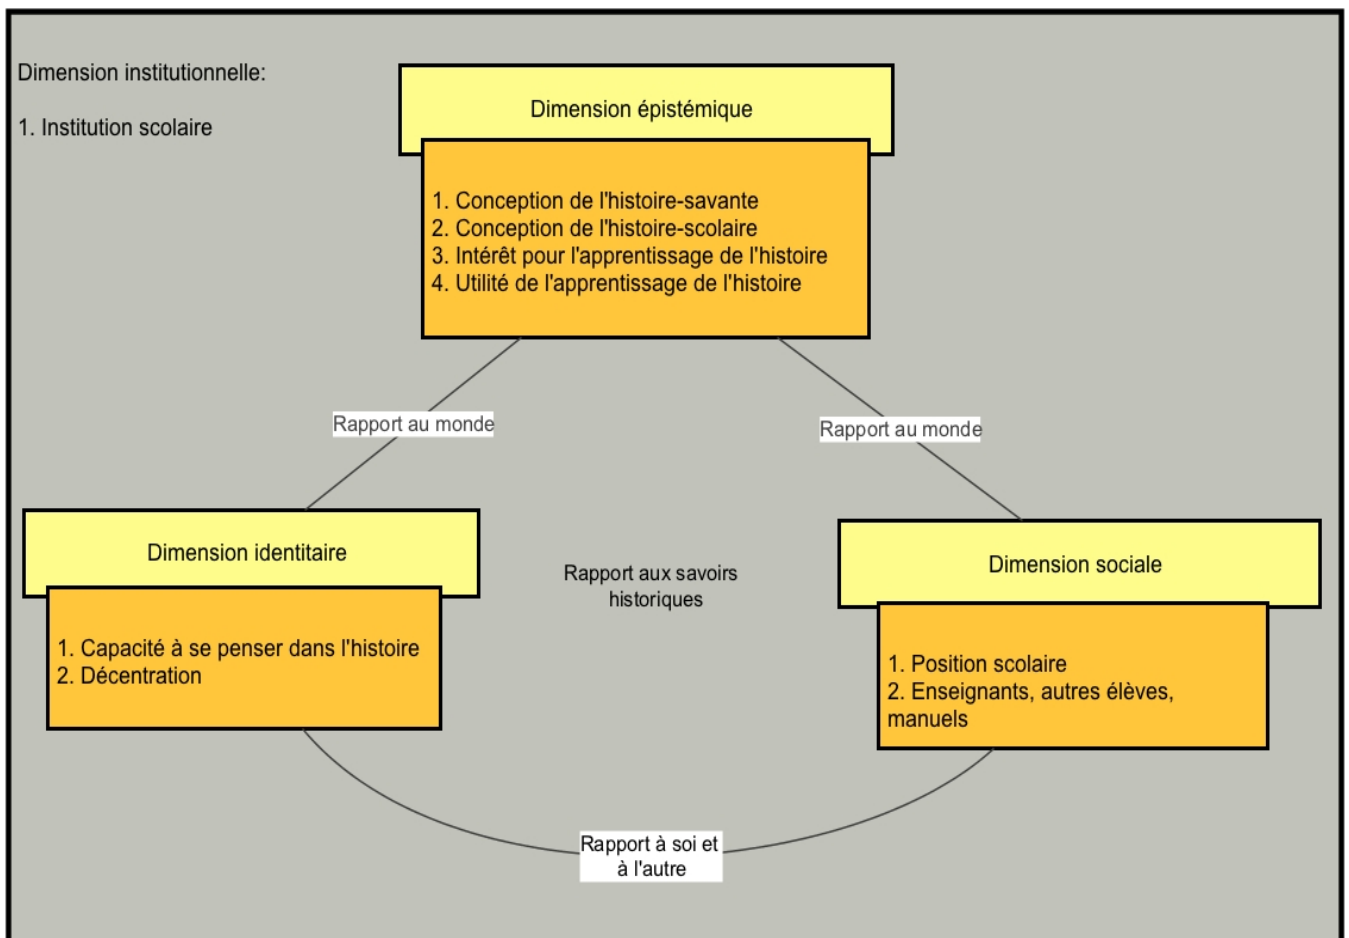 Dimension institutionnelle:
1. Institution scolaire
Dimension épistémique
1. Conception de l'histoire-savante
2. Conception de l'histoire-scolaire
3. Intérêt pour l'apprentissage de l'histoire
4. Utilité de l'apprentissage de l'histoire
Rapport au monde
Rapport au monde
Dimension identitaire
1. Capacité à se penser dans l'histoire
2. Décentration
Rapport aux savoirs
historiques
Dimension sociale
1. Position scolaire
2. Enseignants, autres élèves,
manuels
Rapport à soi et
à l'autre